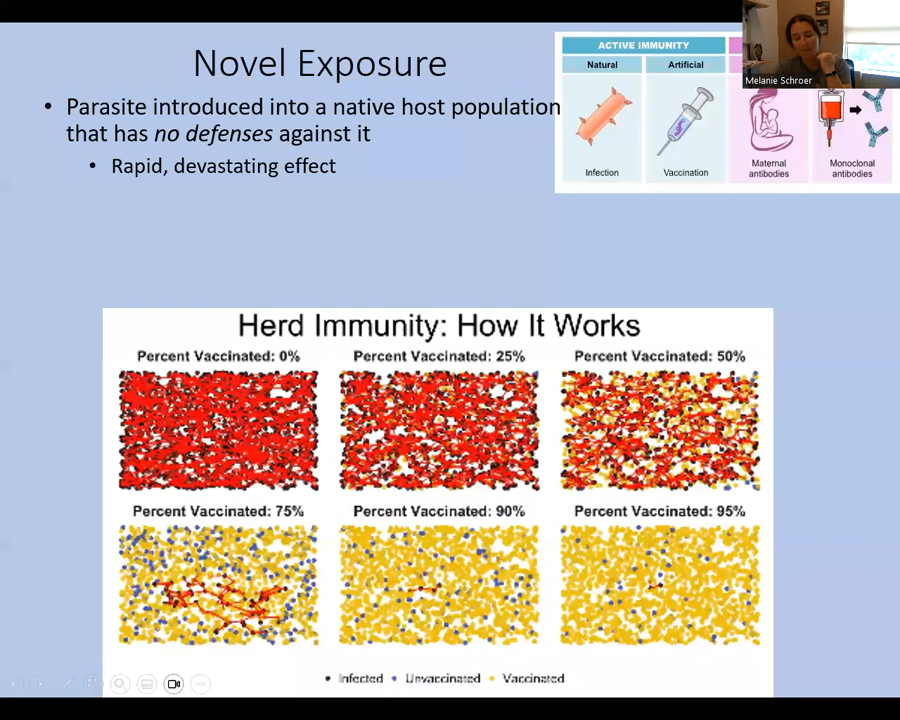 Novel Exposure
• Parasite introduced into a native host population
that has no defenses against it
• Rapid, devastating effect
ACTIVE IMMUNITY
Natural
Artificial
Infection
Vaccination
Maternal
antibodies
Monoclonal
antibodies
Melanie Schroer
Herd Immunity: How It Works
Percent Vaccinated: 0%
Percent Vaccinated: 25%
Percent Vaccinated: 50%
Percent Vaccinated: 75%
Percent Vaccinated: 90%
Percent Vaccinated: 95%
• Infected • Unvaccinated • Vaccinated